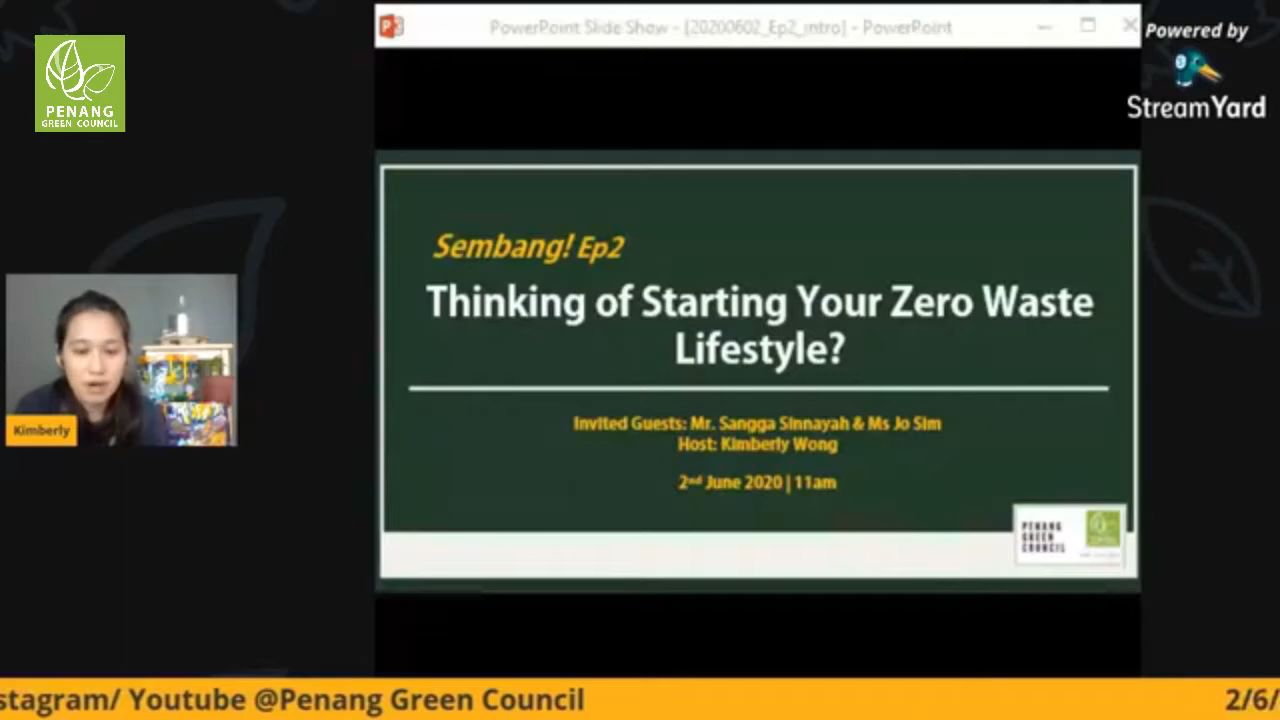 PowerPoint Slide Show - [20200602_Ep2_intro] - PowerPoint
Powered by
StreamYard
PENANG
GREEN COUNCIL
Sembang! Ep2
Thinking of Starting Your Zero Waste
Lifestyle?
Invited Guests: Mr. Sangga Sinnayah & Ms Jo Sim
Host: Kimberly Wong
2nd June 2020 | 11am
Kimberly
PENANG
GREEN
COUNCIL
stagram/ Youtube @Penang Green Council
2/6/